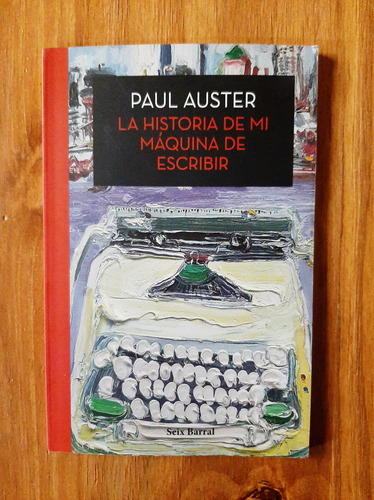 PAUL AUSTER
LA HISTORIA DE MI
MÁQUINA DE
ESCRIBIR
Seix Barral